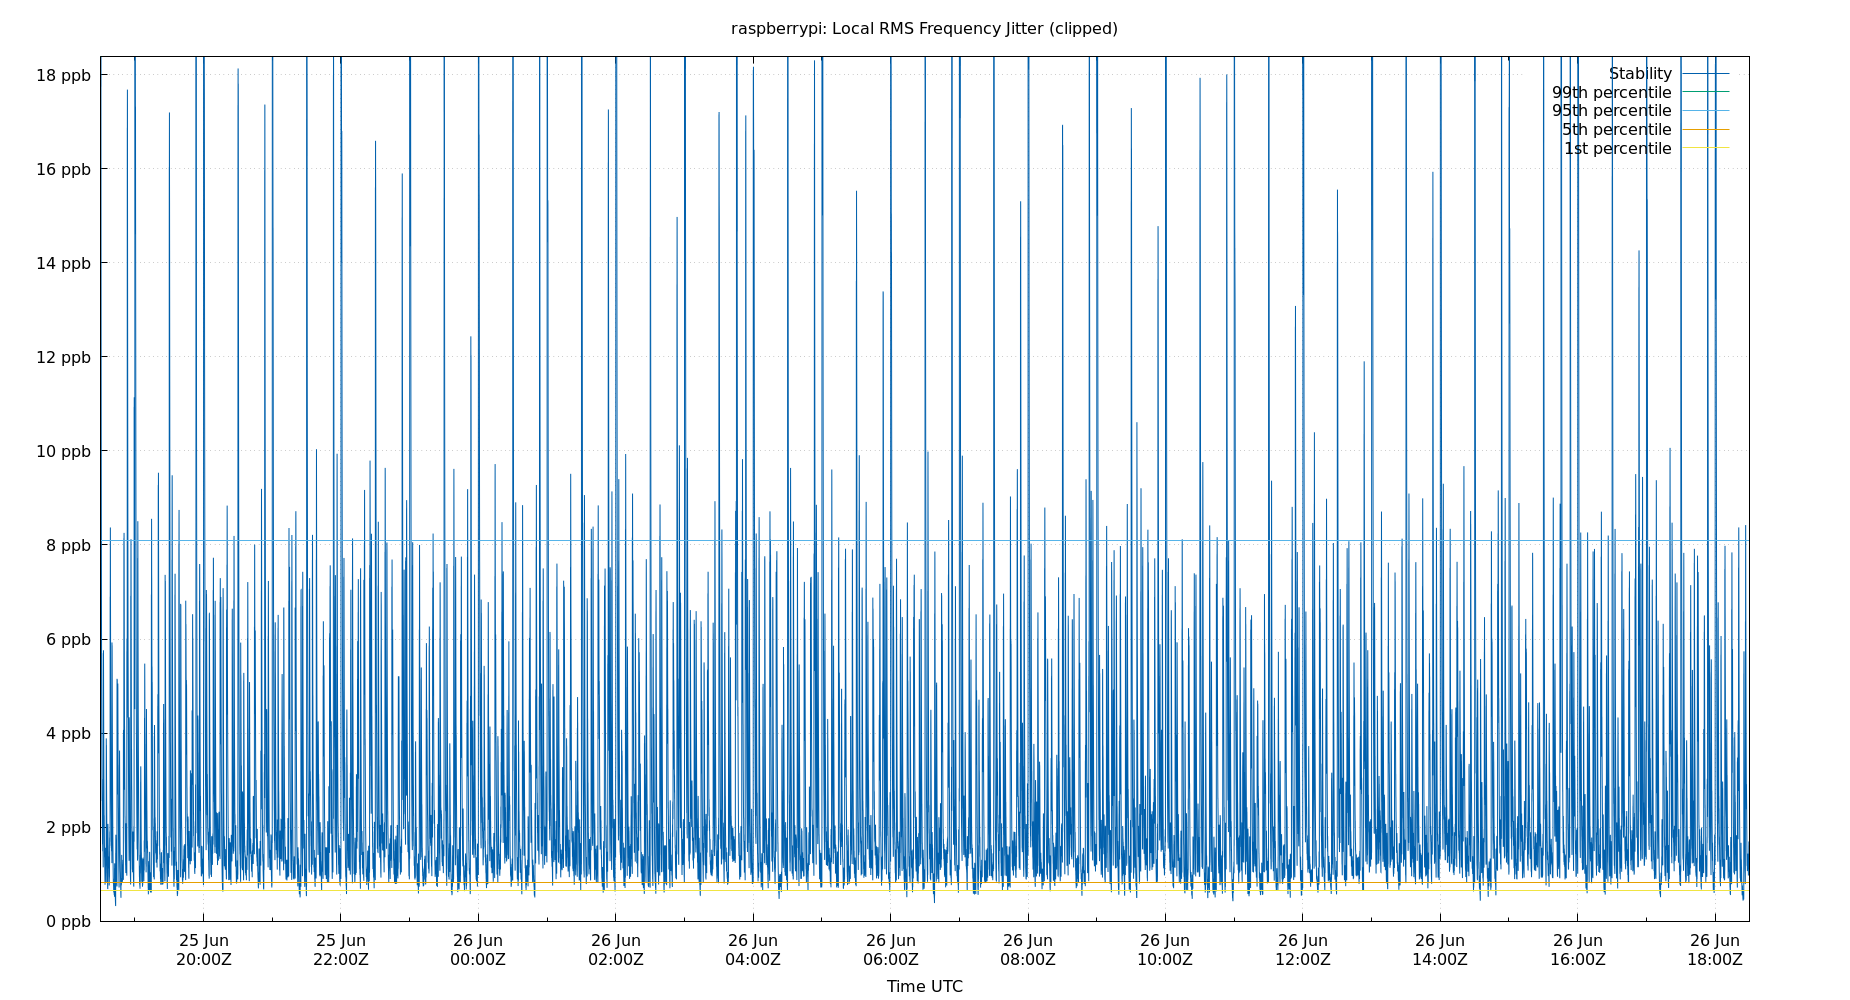 raspberrypi: Local RMS Frequency Jitter (clipped)
18 ppb
16 ppb
14 ppb
12 ppb
10 ppb
8 ppb
6 ppb
4 ppb
2 ppb
0 ppb
Stability
99th percentile
95th percentile
5th percentile
1st percentile
25 Jun 25 Jun 26 Jun 26 Jun 26 Jun 26 Jun 26 Jun 26 Jun 26 Jun 26 Jun 26 Jun 26 Jun
20:00Z 22:00Z 00:00Z 02:00Z 04:00Z 06:00Z 08:00Z 10:00Z 12:00Z 14:00Z 16:00Z 18:00Z
Time UTC